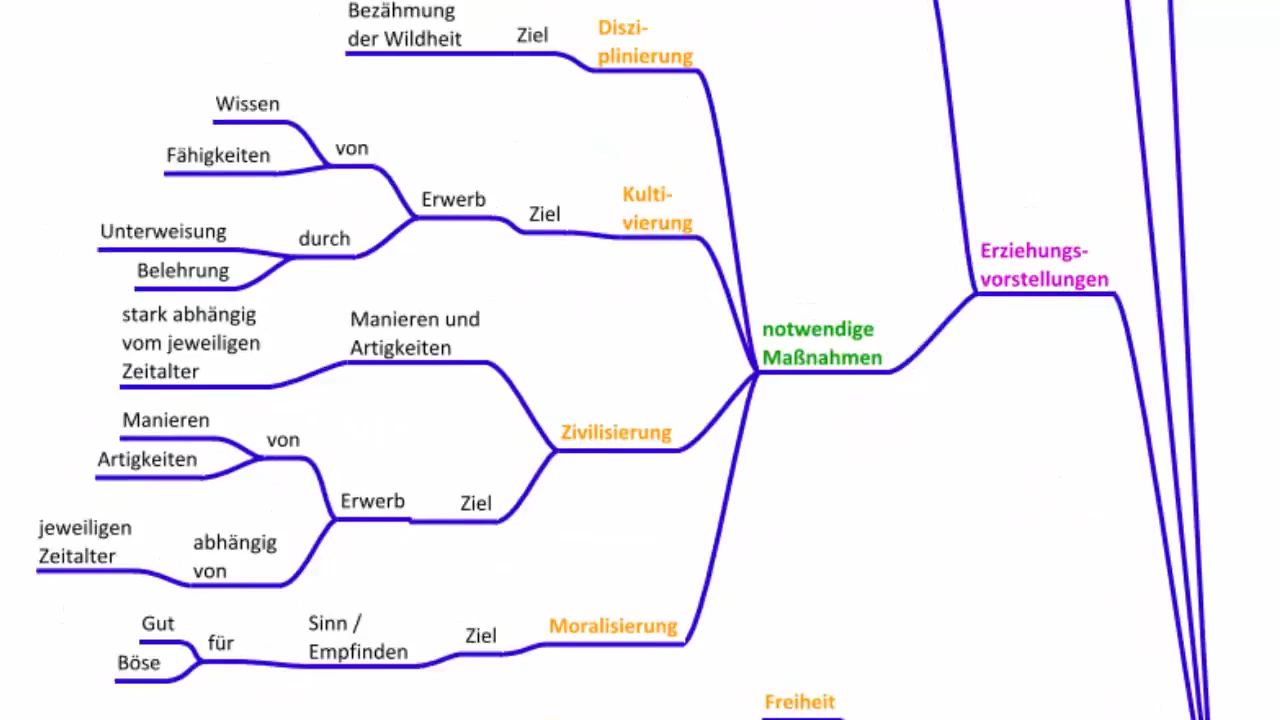 Bezähmung
der Wildheit
Ziel
Diszi-
plinierung
Wissen
Fähigkeiten
von
Unterweisung
Belehrung
durch
Erwerb
Ziel
Kulti-
vierung
stark abhängig
vom jeweiligen
Zeitalter
Manieren und
Artigkeiten
Manieren
Artigkeiten
von
jeweiligen
Zeitalter
abhängig
von
Erwerb
Ziel
Zivilisierung
Gut
Böse
für
Sinn /
Empfinden
Ziel
Moralisierung
notwendige
Maßnahmen
Erziehungs-
vorstellungen
Freiheit